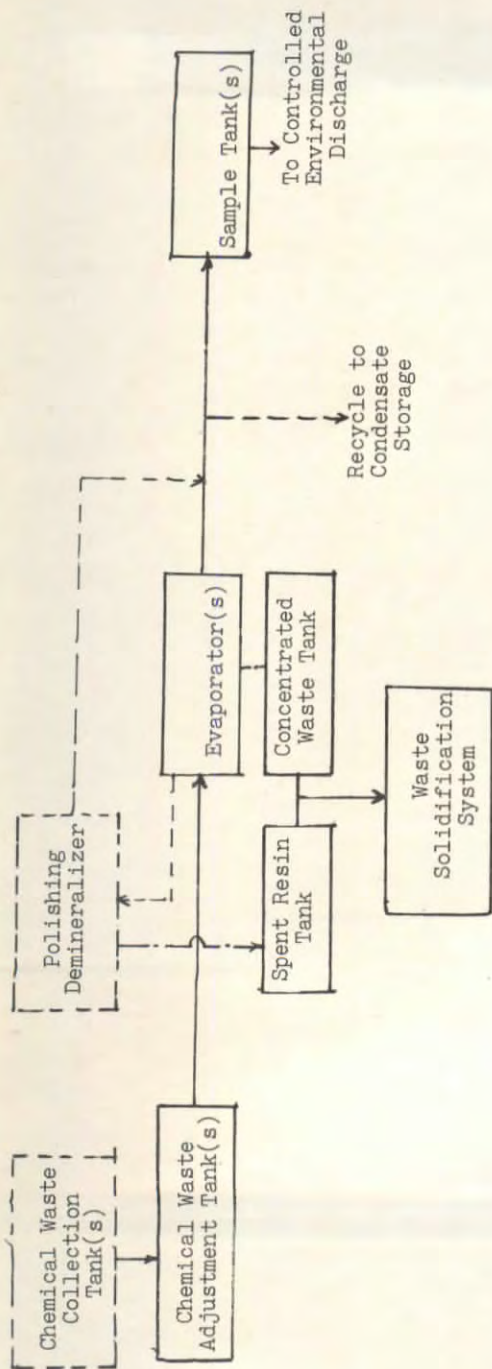 Chemical Waste
Collection
Tank(s)
Chemical Waste
Adjustment Tank(s)
Polishing
Demineralizer
Spent Resin
Tank
Evaporator(s)
Concentrated
Waste Tank
Waste
Solidification
System
Recycle to
Condensate
Storage
Sample Tank(s)
To Controlled
Environmental
Discharge